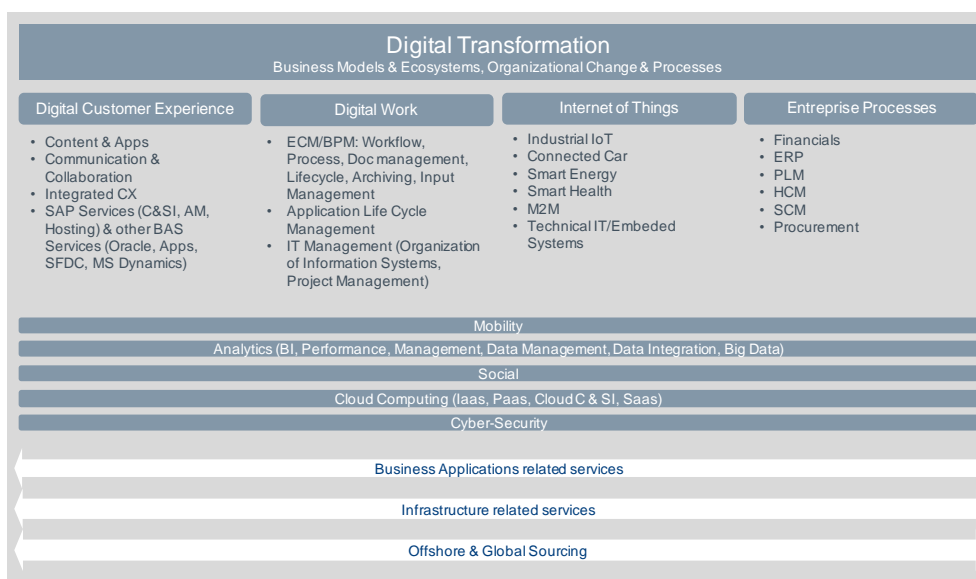 Digital Transformation
Business Models & Ecosystems, Organizational Change & Processes
Digital Customer Experience
• Content & Apps
• Communication &
Collaboration
• Integrated CX
• SAP Services (C&SI, AM,
Hosting) & other BAS
Services (Oracle, Apps,
SFDC, MS Dynamics)
Digital Work
• ECM/BPM: Workflow,
Process, Doc management,
Lifecycle, Archiving, Input
Management
• Application Life Cycle
Management
• IT Management (Organization
of Information Systems,
Project Management)
Internet of Things
• Industrial IoT
• Connected Car
• Smart Energy
• Smart Health
• M2M
• Technical IT/Embeded
Systems
Entreprise Processes
• Financials
• ERP
• PLM
• HCM
• SCM
• Procurement
Mobility
Analytics (BI, Performance, Management, Data Management, Data Integration, Big Data)
Social
Cloud Computing (Iaas, Paas, Cloud C & SI, Saas)
Cyber-Security
Business Applications related services
Infrastructure related services
Offshore & Global Sourcing